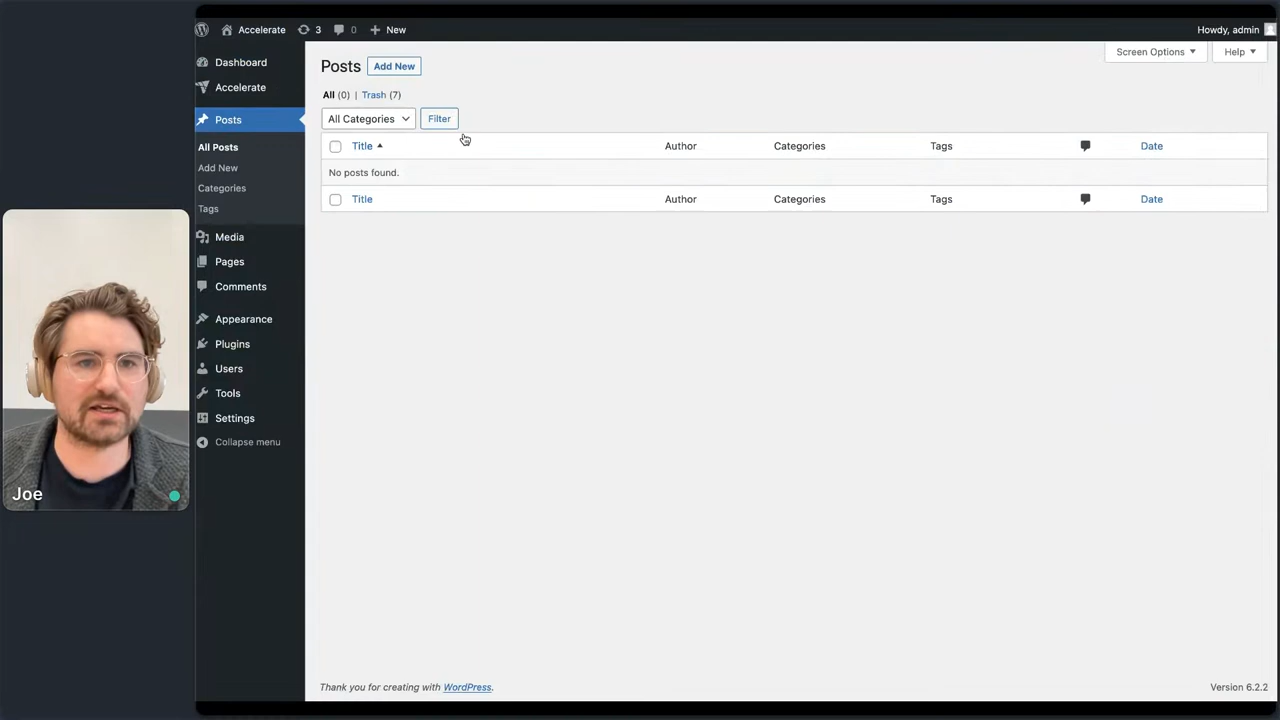 Accelerate 3 0 New Howdy, admin
Screen Options Help
Dashboard
Accelerate
Posts
All Posts
Add New
Categories
Tags
Media
Pages
Comments
Appearance
Plugins
Users
Tools
Settings
Collapse menu
Posts Add New
All (0) | Trash (7)
All Categories Filter
Title Author Categories Tags Date
No posts found.
Title Author Categories Tags Date
Thank you for creating with WordPress. Version 6.2.2
Joe